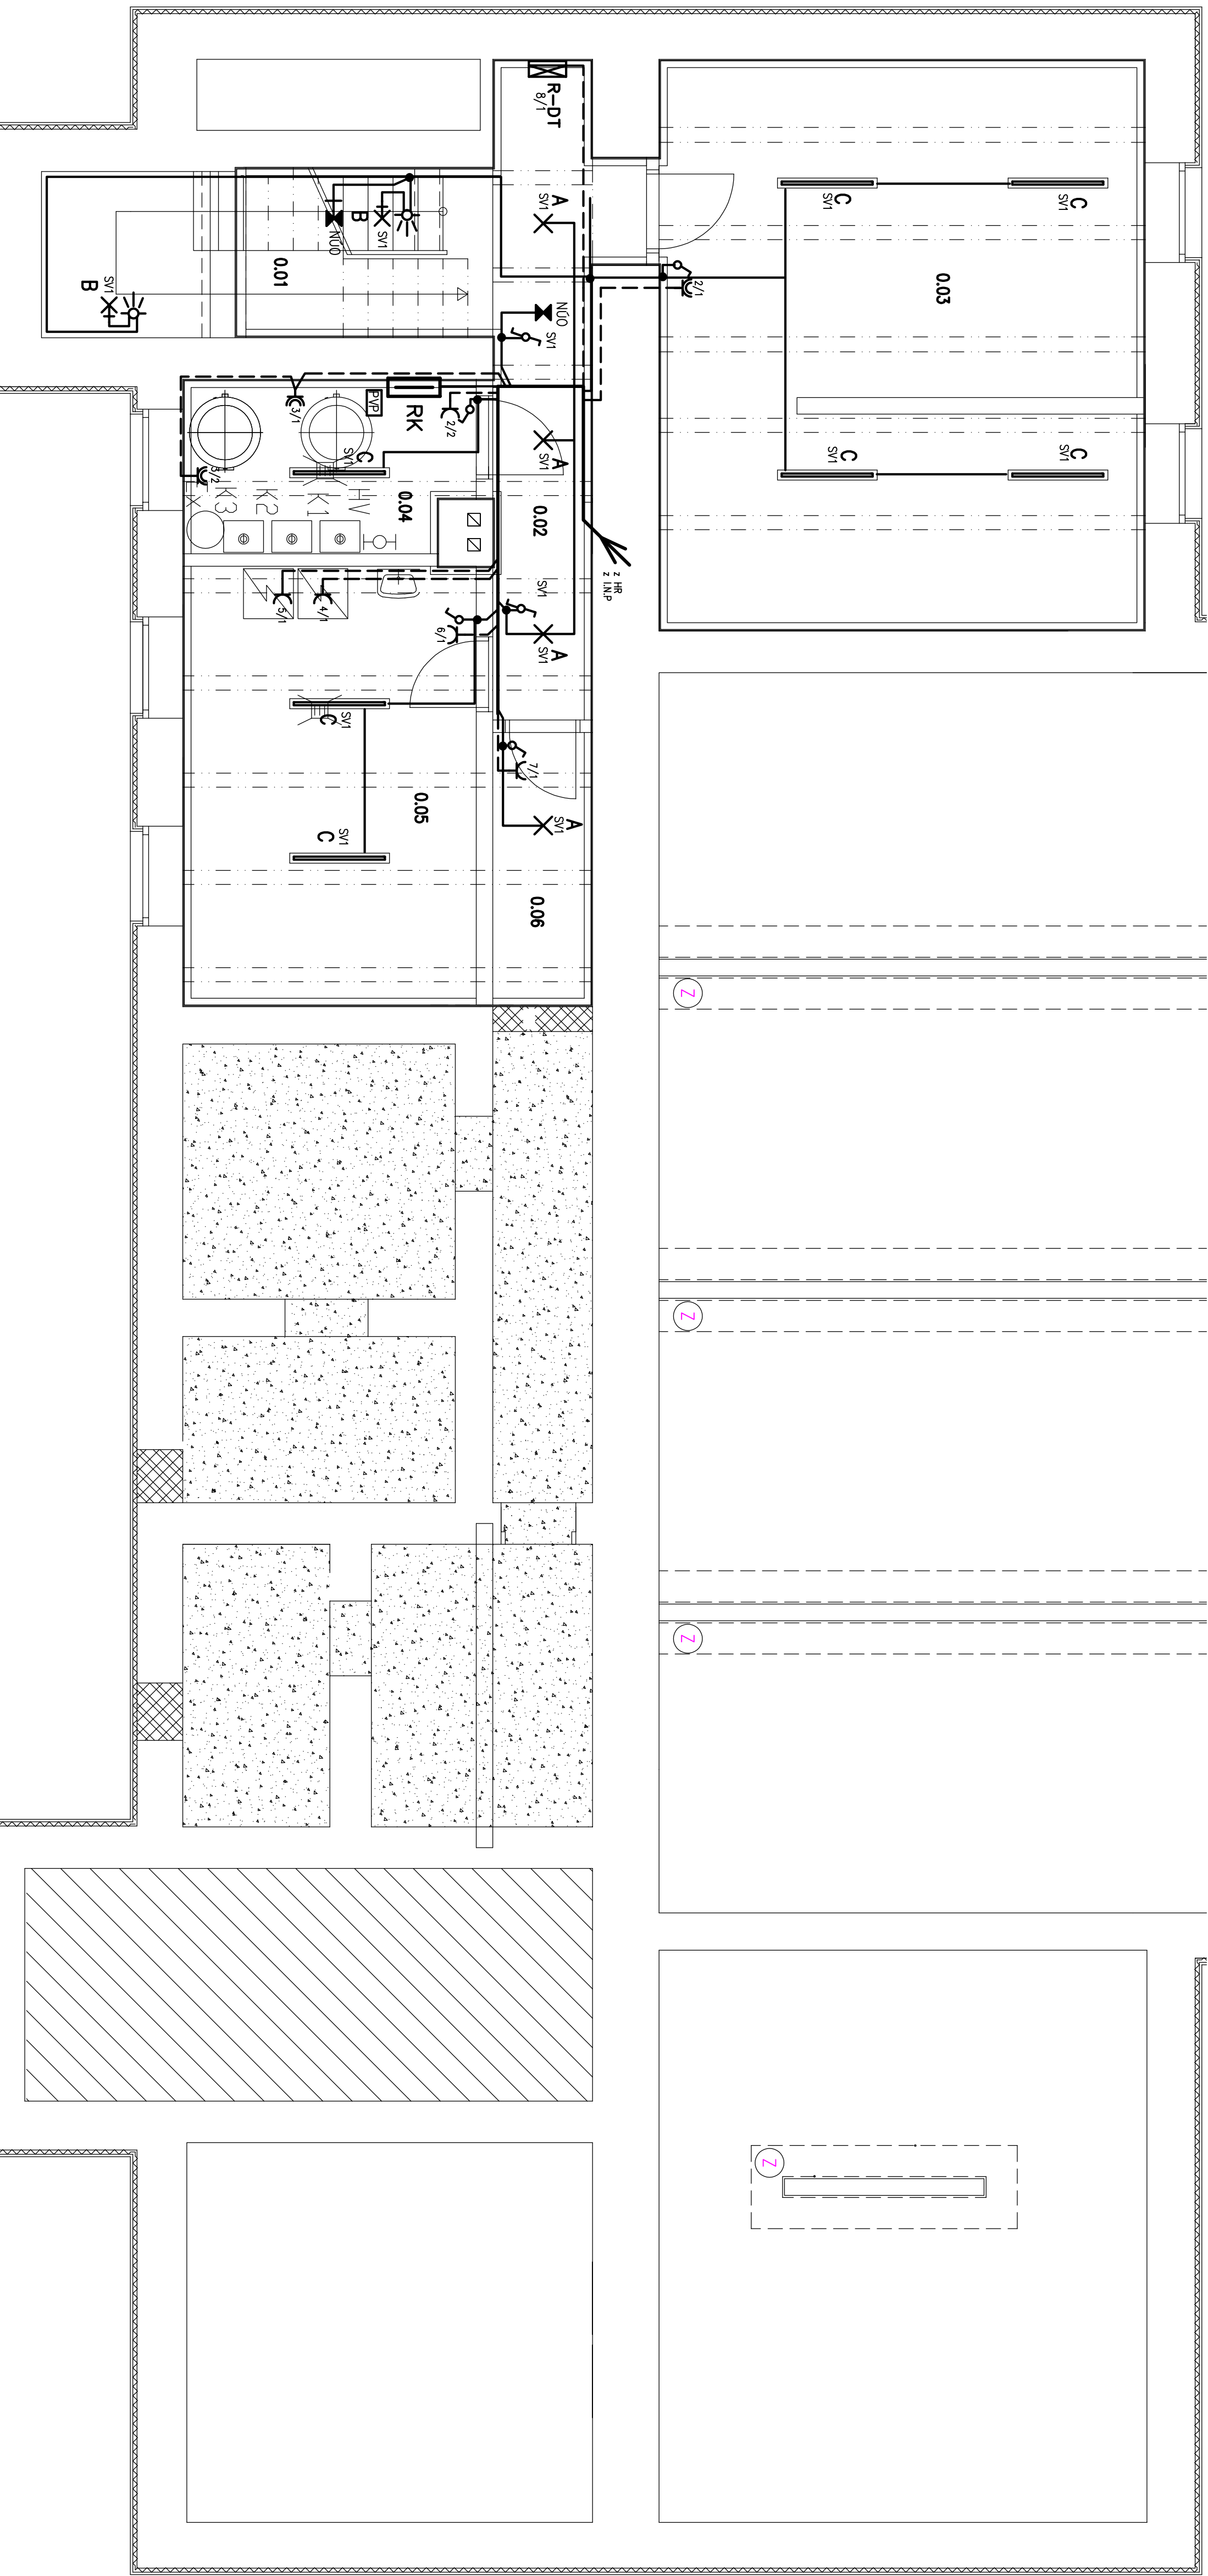 R-DT
8/1
A
SV1
B
SV1
NÚO
0.01
B
SV1
C
SV1
C
SV1
0.03
2/1
C
SV1
C
SV1
NÚO
SV1
3/1
PVP
RK
2/2
C
SV1
A
SV1
0.02
0.04
3/2
X
K3
K2
K1
HV
z HR
z I.N.P
5/1
4/1
6/1
SV1
A
SV1
C
SV1
7/1
A
SV1
0.05
C
SV1
0.06
Z
Z
Z
Z